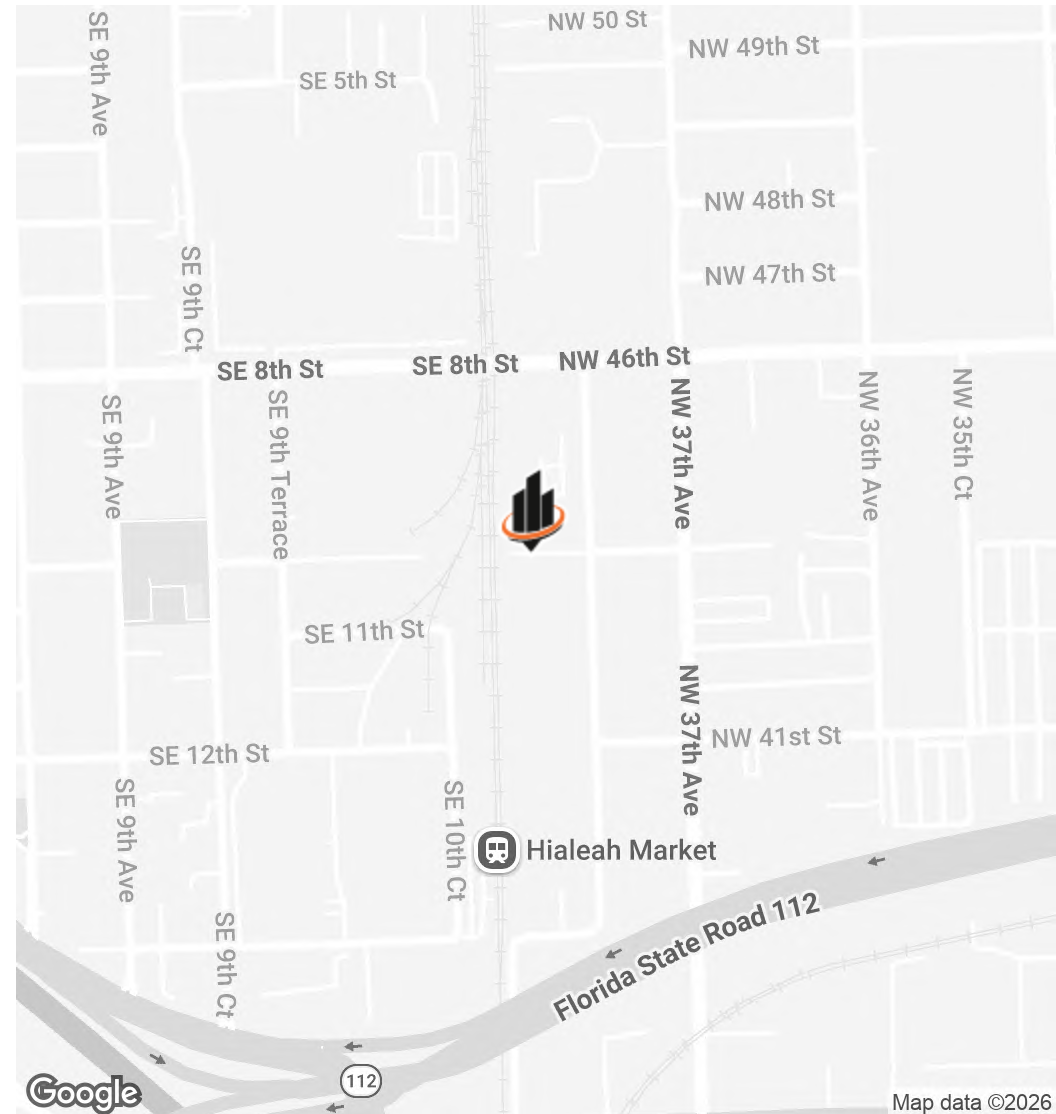 NW 50 St
SE 9th Ave
NW 49th St
SE 5th St
NW 48th St
NW 47th St
SE 9th Ct
SE 8th St
SE 8th St
NW 46th St
SE 9th Ave
SE 9th Terrace
NW 37th Ave
NW 36th Ave
NW 35th Ct
SE 11th St
NW 37th Ave
NW 41st St
SE 12th St
SE 9th Ave
SE 10th Ct
Hialeah Market
SE 9th Ct
Florida State Road 112
112
Google
Map data ©2026